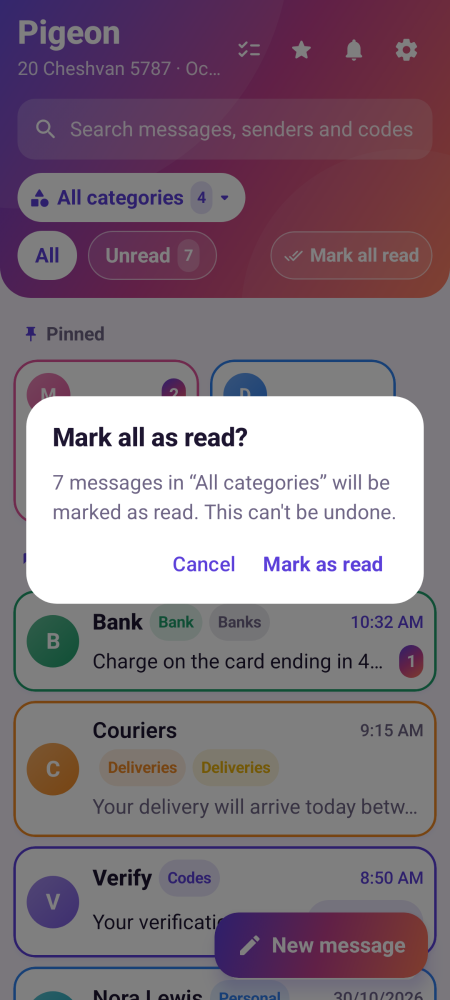 Pigeon
20 Cheshvan 5787 · Oc...
Search messages, senders and codes
All categories 4
All
Unread 7
Mark all read
Pinned
M
2
D
Mark all as read?
7 messages in “All categories” will be
marked as read. This can't be undone.
Cancel
Mark as read
B
Bank Bank Banks 10:32 AM
Charge on the card ending in 4... 1
Couriers 9:15 AM
C
Deliveries Deliveries
Your delivery will arrive today betw...
V
Verify Codes 8:50 AM
Your verificatio
New message
Nora Lewis Personal 30/10/2026